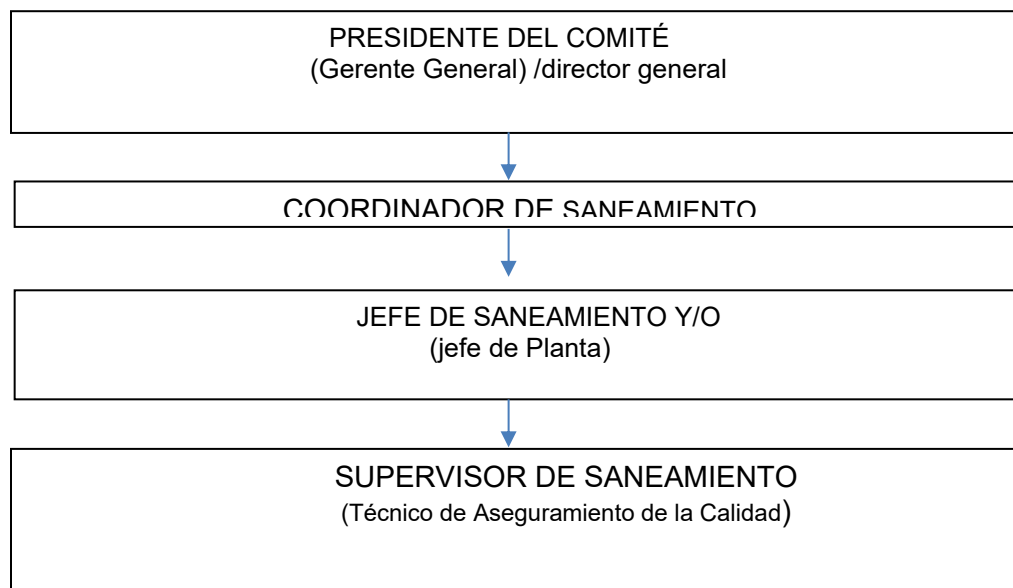 PRESIDENTE DEL COMITÉ
(Gerente General) /director general
COORDINADOR DE SANEAMIENTO
JEFE DE SANEAMIENTO Y/O
(jefe de Planta)
SUPERVISOR DE SANEAMIENTO
(Técnico de Aseguramiento de la Calidad)